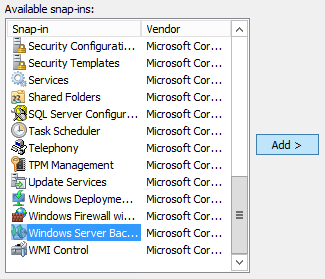 Available snap-ins:
Snap-in Vendor
Security Configurati... Microsoft Cor...
Security Templates Microsoft Cor...
Services Microsoft Cor...
Shared Folders Microsoft Cor...
SQL Server Configur... Microsoft Cor...
Task Scheduler Microsoft Cor...
Telephony Microsoft Cor...
TPM Management Microsoft Cor...
Update Services Microsoft Cor...
Windows Deployme... Microsoft Cor...
Windows Firewall wi... Microsoft Cor...
Windows Server Bac... Microsoft Cor...
WMI Control Microsoft Cor...
Add >